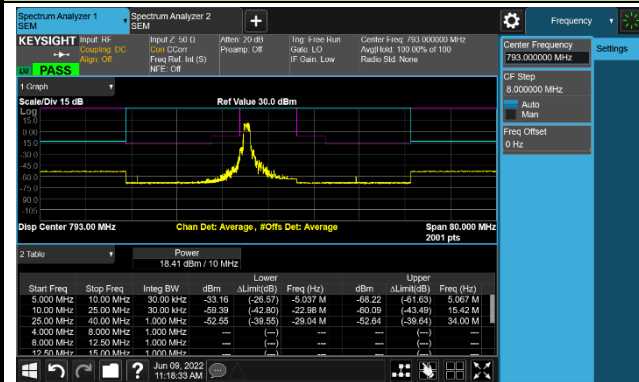 Spectrum Analyzer 1
SEM
Spectrum Analyzer 2
SEM
+
Frequency
KEYSIGHT
Input: RF
Coupling: DC
Align: Off
Input Z: 50 Ω
Corr CCorr
Freq Ref: Int (S)
NFE: Off
Atten: 20 dB
Preamp: Off
Trig: Free Run
Gate: LO
IF Gain: Low
Center Freq: 793.000000 MHz
Avg|Hold: 100.00% of 100
Radio Std: None
PASS
Center Frequency
793.000000 MHz
Settings
CF Step
8.000000 MHz
Auto
Man
Freq Offset
0 Hz
1 Graph
Scale/Div 15 dB
Ref Value 30.0 dBm
Log
15.0
0.00
-15.0
-30.0
-45.0
-60.0
-75.0
-90.0
-105
Disp Center 793.00 MHz
Chan Det: Average, #Offs Det: Average
Span 80.000 MHz
2001 pts
2 Table
Power
18.41 dBm / 10 MHz
Lower Upper
Start Freq Stop Freq Integ BW dBm ΔLimit(dB) Freq (Hz) dBm ΔLimit(dB) Freq (Hz)
5.000 MHz 10.00 MHz 30.00 kHz -33.16 (-26.57) -5.037 M -68.22 (-61.63) 5.067 M
10.00 MHz 25.00 MHz 30.00 kHz -59.39 (-42.80) -22.98 M -60.09 (-43.49) 15.42 M
25.00 MHz 40.00 MHz 1.000 MHz -52.55 (-39.55) -29.04 M -52.64 (-39.64) 34.00 M
4.000 MHz 8.000 MHz 1.000 MHz --- (---) --- --- (---) ---
8.000 MHz 12.50 MHz 1.000 MHz --- (---) --- --- (---) ---
12.50 MHz 15.00 MHz 1.000 MHz --- (---) --- --- (---) ---
?
Jun 09, 2022
11:18:33 AM